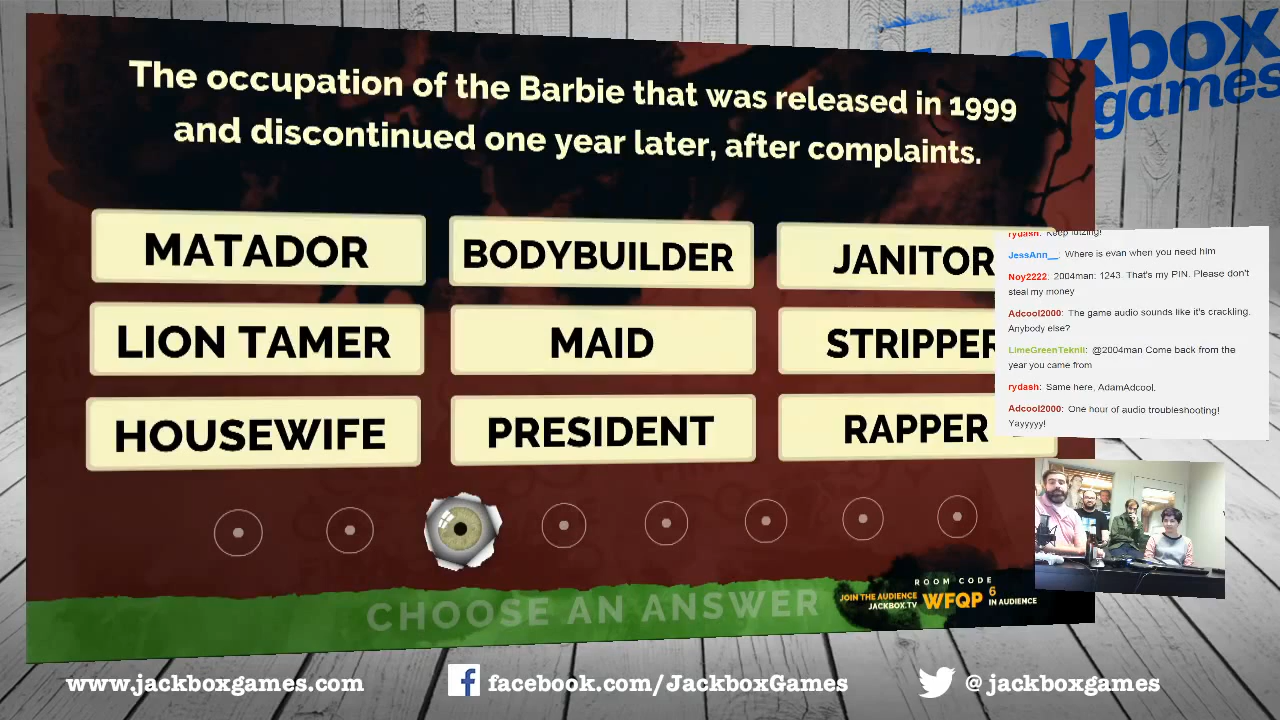 The occupation of the Barbie that was released in 1999
and discontinued one year later, after complaints.
MATADOR
BODYBUILDER
JANITOR
LION TAMER
MAID
STRIPPER
HOUSEWIFE
PRESIDENT
RAPPER
CHOOSE AN ANSWER
ROOM CODE
JOIN THE AUDIENCE
JACKBOX.TV
WFQP
6
IN AUDIENCE
jackbox
games
rydash: Keep futzing!
JessAnn__: Where is evan when you need him
Noy2222: 2004man: 1243. That's my PIN. Please don't
steal my money
Adcool2000: The game audio sounds like it's crackling.
Anybody else?
LimeGreenTeknii: @2004man Come back from the
year you came from
rydash: Same here, AdamAdcool.
Adcool2000: One hour of audio troubleshooting!
Yayyyyy!
www.jackboxgames.com
facebook.com/JackboxGames
@jackboxgames